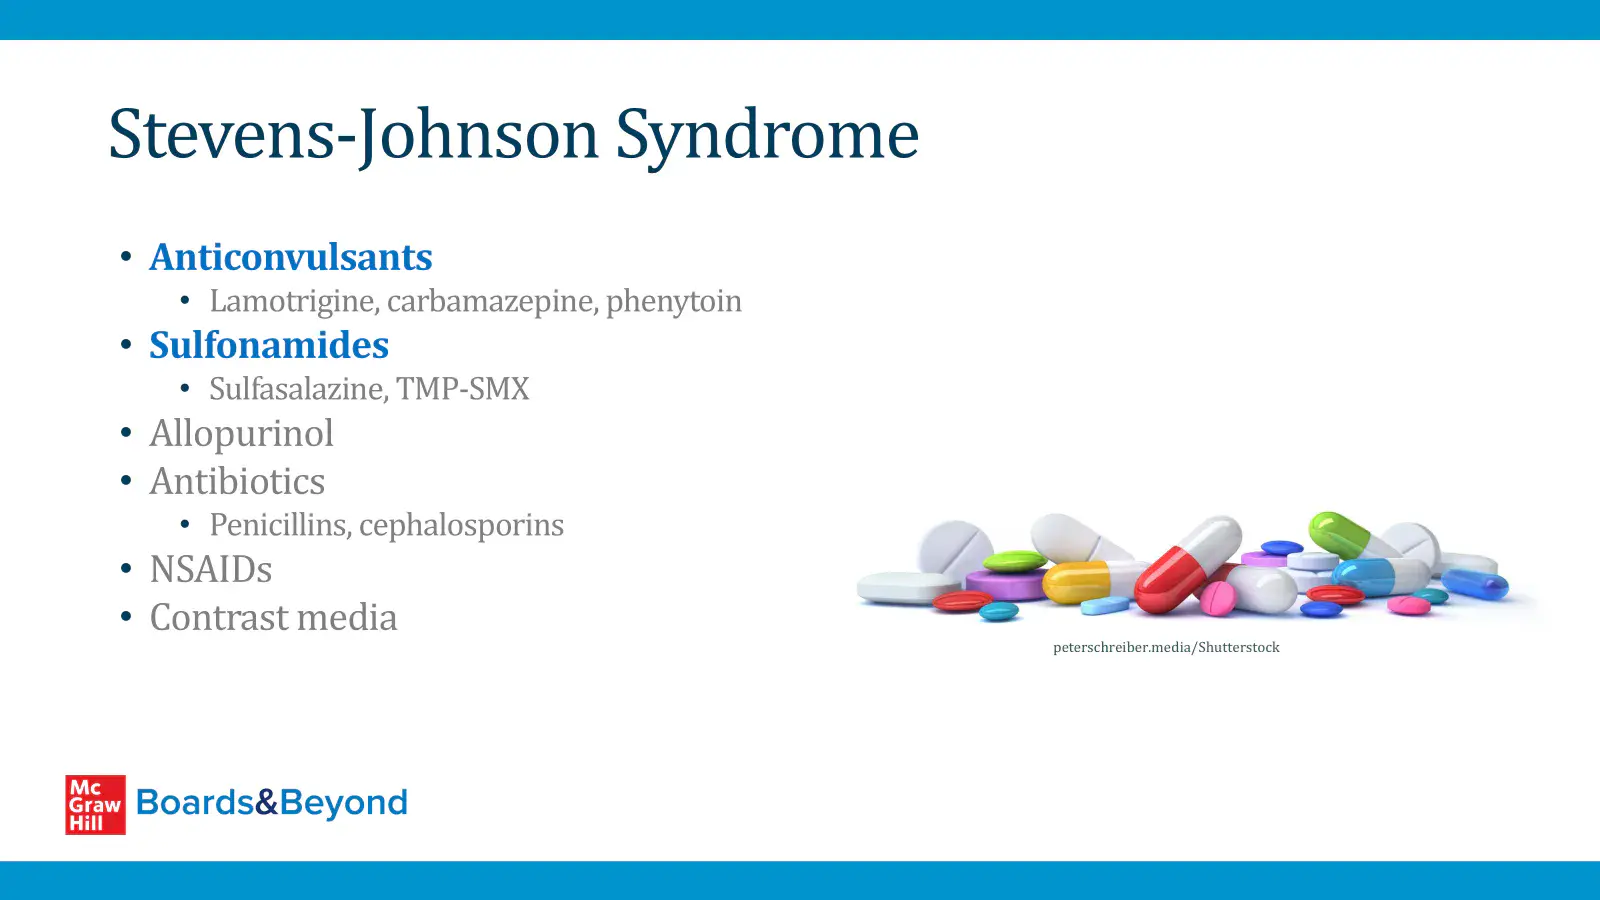 Stevens-Johnson Syndrome
• Anticonvulsants
• Lamotrigine, carbamazepine, phenytoin
• Sulfonamides
• Sulfasalazine, TMP-SMX
• Allopurinol
• Antibiotics
• Penicillins, cephalosporins
• NSAIDs
• Contrast media
peterschreiber.media/Shutterstock
Mc
Graw
Hill
Boards&Beyond